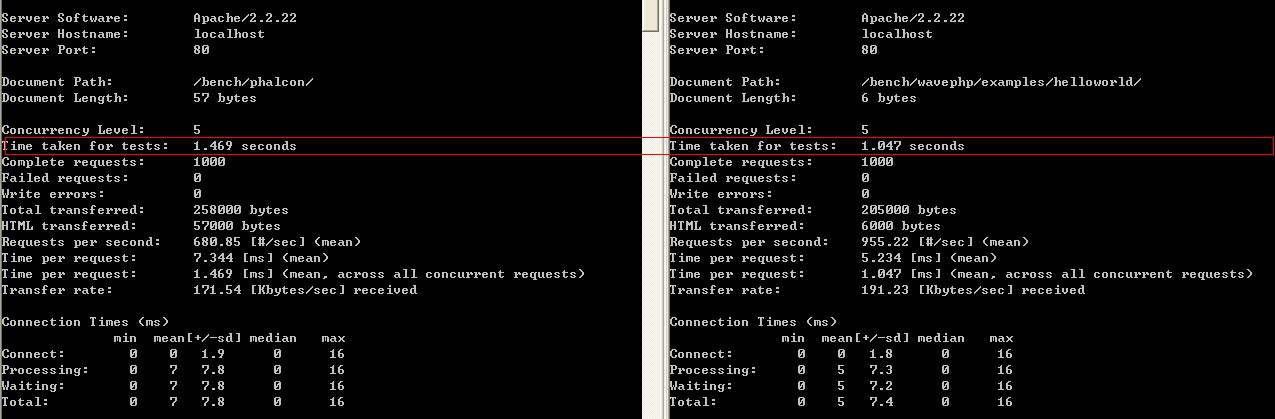 Server Software:        Apache/2.2.22
Server Hostname:        localhost
Server Port:            80
Document Path:          /bench/phalcon/
Document Length:        57 bytes
Concurrency Level:      5
Time taken for tests:   1.469 seconds
Complete requests:      1000
Failed requests:        0
Write errors:           0
Total transferred:      258000 bytes
HTML transferred:       57000 bytes
Requests per second:    680.85 [#/sec] (mean)
Time per request:       7.344 [ms] (mean)
Time per request:       1.469 [ms] (mean, across all concurrent requests)
Transfer rate:          171.54 [Kbytes/sec] received
Connection Times (ms)
              min  mean[+/-sd] median   max
Connect:        0    0   1.9      0      16
Processing:     0    7   7.8      0      16
Waiting:        0    7   7.8      0      16
Total:          0    7   7.8      0      16
Server Software:        Apache/2.2.22
Server Hostname:        localhost
Server Port:            80
Document Path:          /bench/wavephp/examples/helloworld/
Document Length:        6 bytes
Concurrency Level:      5
Time taken for tests:   1.047 seconds
Complete requests:      1000
Failed requests:        0
Write errors:           0
Total transferred:      205000 bytes
HTML transferred:       6000 bytes
Requests per second:    955.22 [#/sec] (mean)
Time per request:       5.234 [ms] (mean)
Time per request:       1.047 [ms] (mean, across all concurrent requests)
Transfer rate:          191.23 [Kbytes/sec] received
Connection Times (ms)
              min  mean[+/-sd] median   max
Connect:        0    0   1.8      0      16
Processing:     0    5   7.3      0      16
Waiting:        0    5   7.2      0      16
Total:          0    5   7.4      0      16